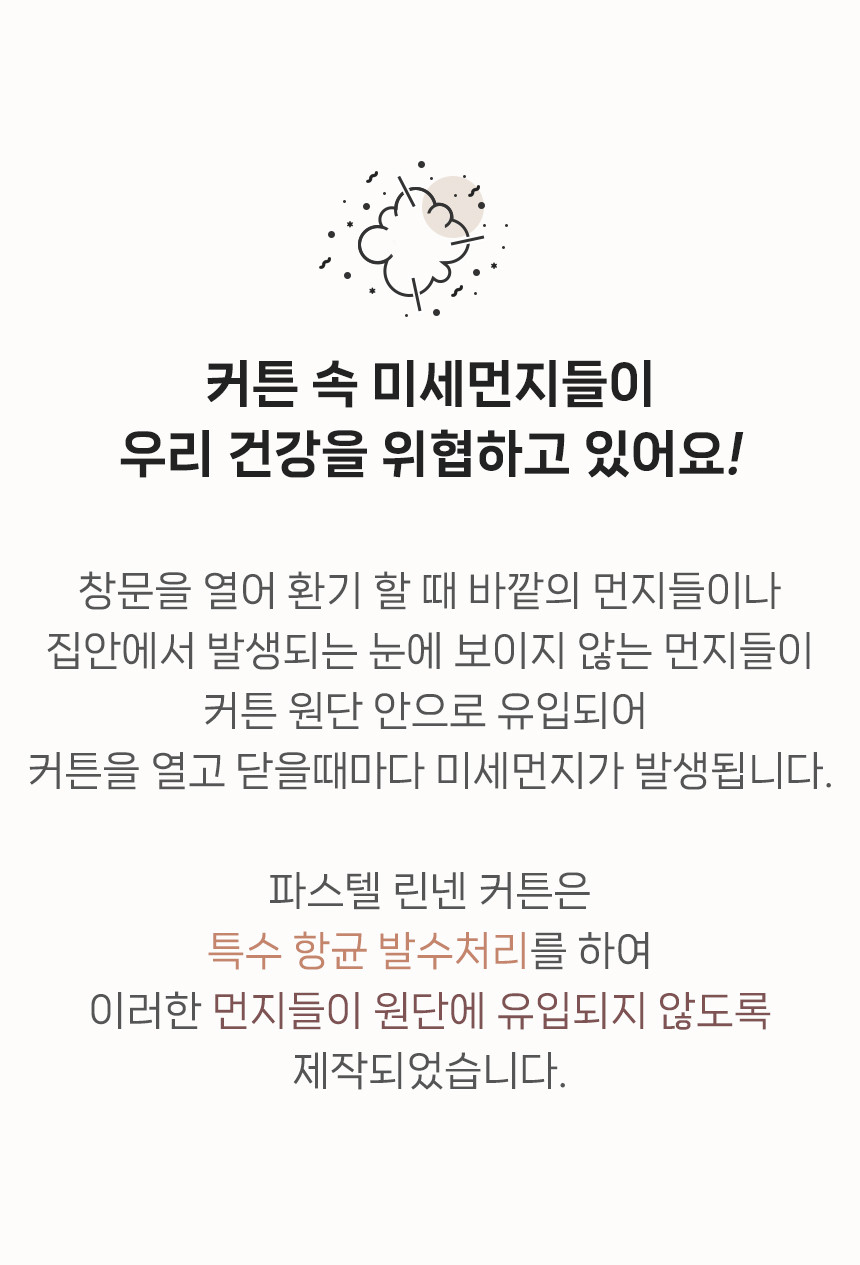 커튼 속 미세먼지들이
우리 건강을 위협하고 있어요!
창문을 열어 환기 할 때 바깥의 먼지들이나
집안에서 발생되는 눈에 보이지 않는 먼지들이
커튼 원단 안으로 유입되어
커튼을 열고 닫을때마다 미세먼지가 발생됩니다.
파스텔 린넨 커튼은
특수 항균 발수처리를 하여
이러한 먼지들이 원단에 유입되지 않도록
제작되었습니다.